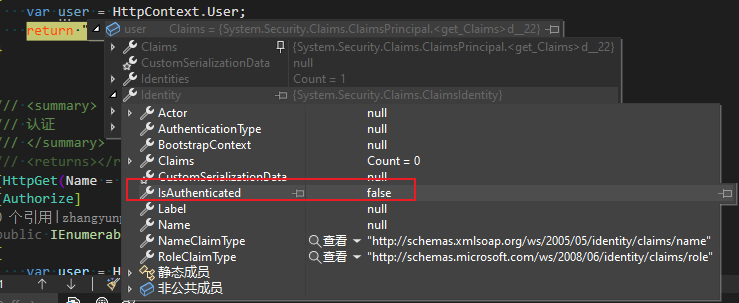 var user = HttpContext.User;
return "
user Claims = {System.Security.Claims.ClaimsPrincipal.<get_Claims>d__22}
Claims {System.Security.Claims.ClaimsPrincipal.<get_Claims>d__22}
CustomSerializationData null
Identities Count = 1
Identity {System.Security.Claims.ClaimsIdentity}
/// <summary>
Actor null
/// 认证
AuthenticationType null
/// </summary>
BootstrapContext null
/// <returns></r
Claims Count = 0
[HttpGet(Name =
CustomSerializationData null
[Authorize]
IsAuthenticated false
个引用|zhangyunp
Label null
public IEnumerab
Name null
NameClaimType 查看 "http://schemas.xmlsoap.org/ws/2005/05/identity/claims/name"
RoleClaimType 查看 "http://schemas.microsoft.com/ws/2008/06/identity/claims/role"
var user = H
静态成员
1
非公共成员